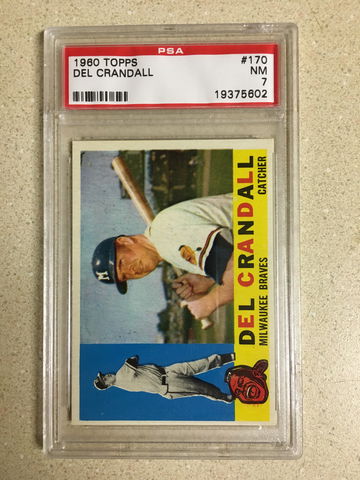 PSA
1960 TOPPS
DEL CRANDALL
#170
NM
7
19375602
M
DEL CRANDALL
MILWAUKEE BRAVES
CATCHER